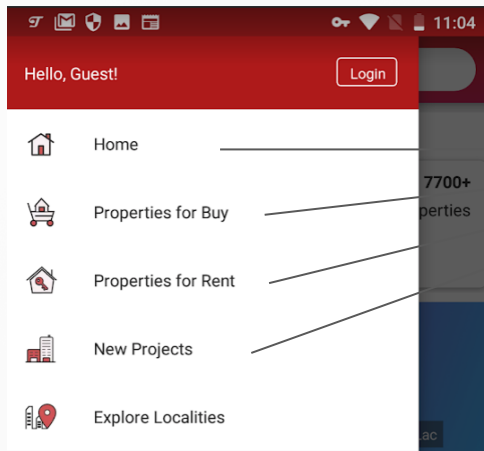 11:04
Hello, Guest!
Login
Home
7700+
Properties for Buy
perties
Properties for Rent
New Projects
Explore Localities
.ac